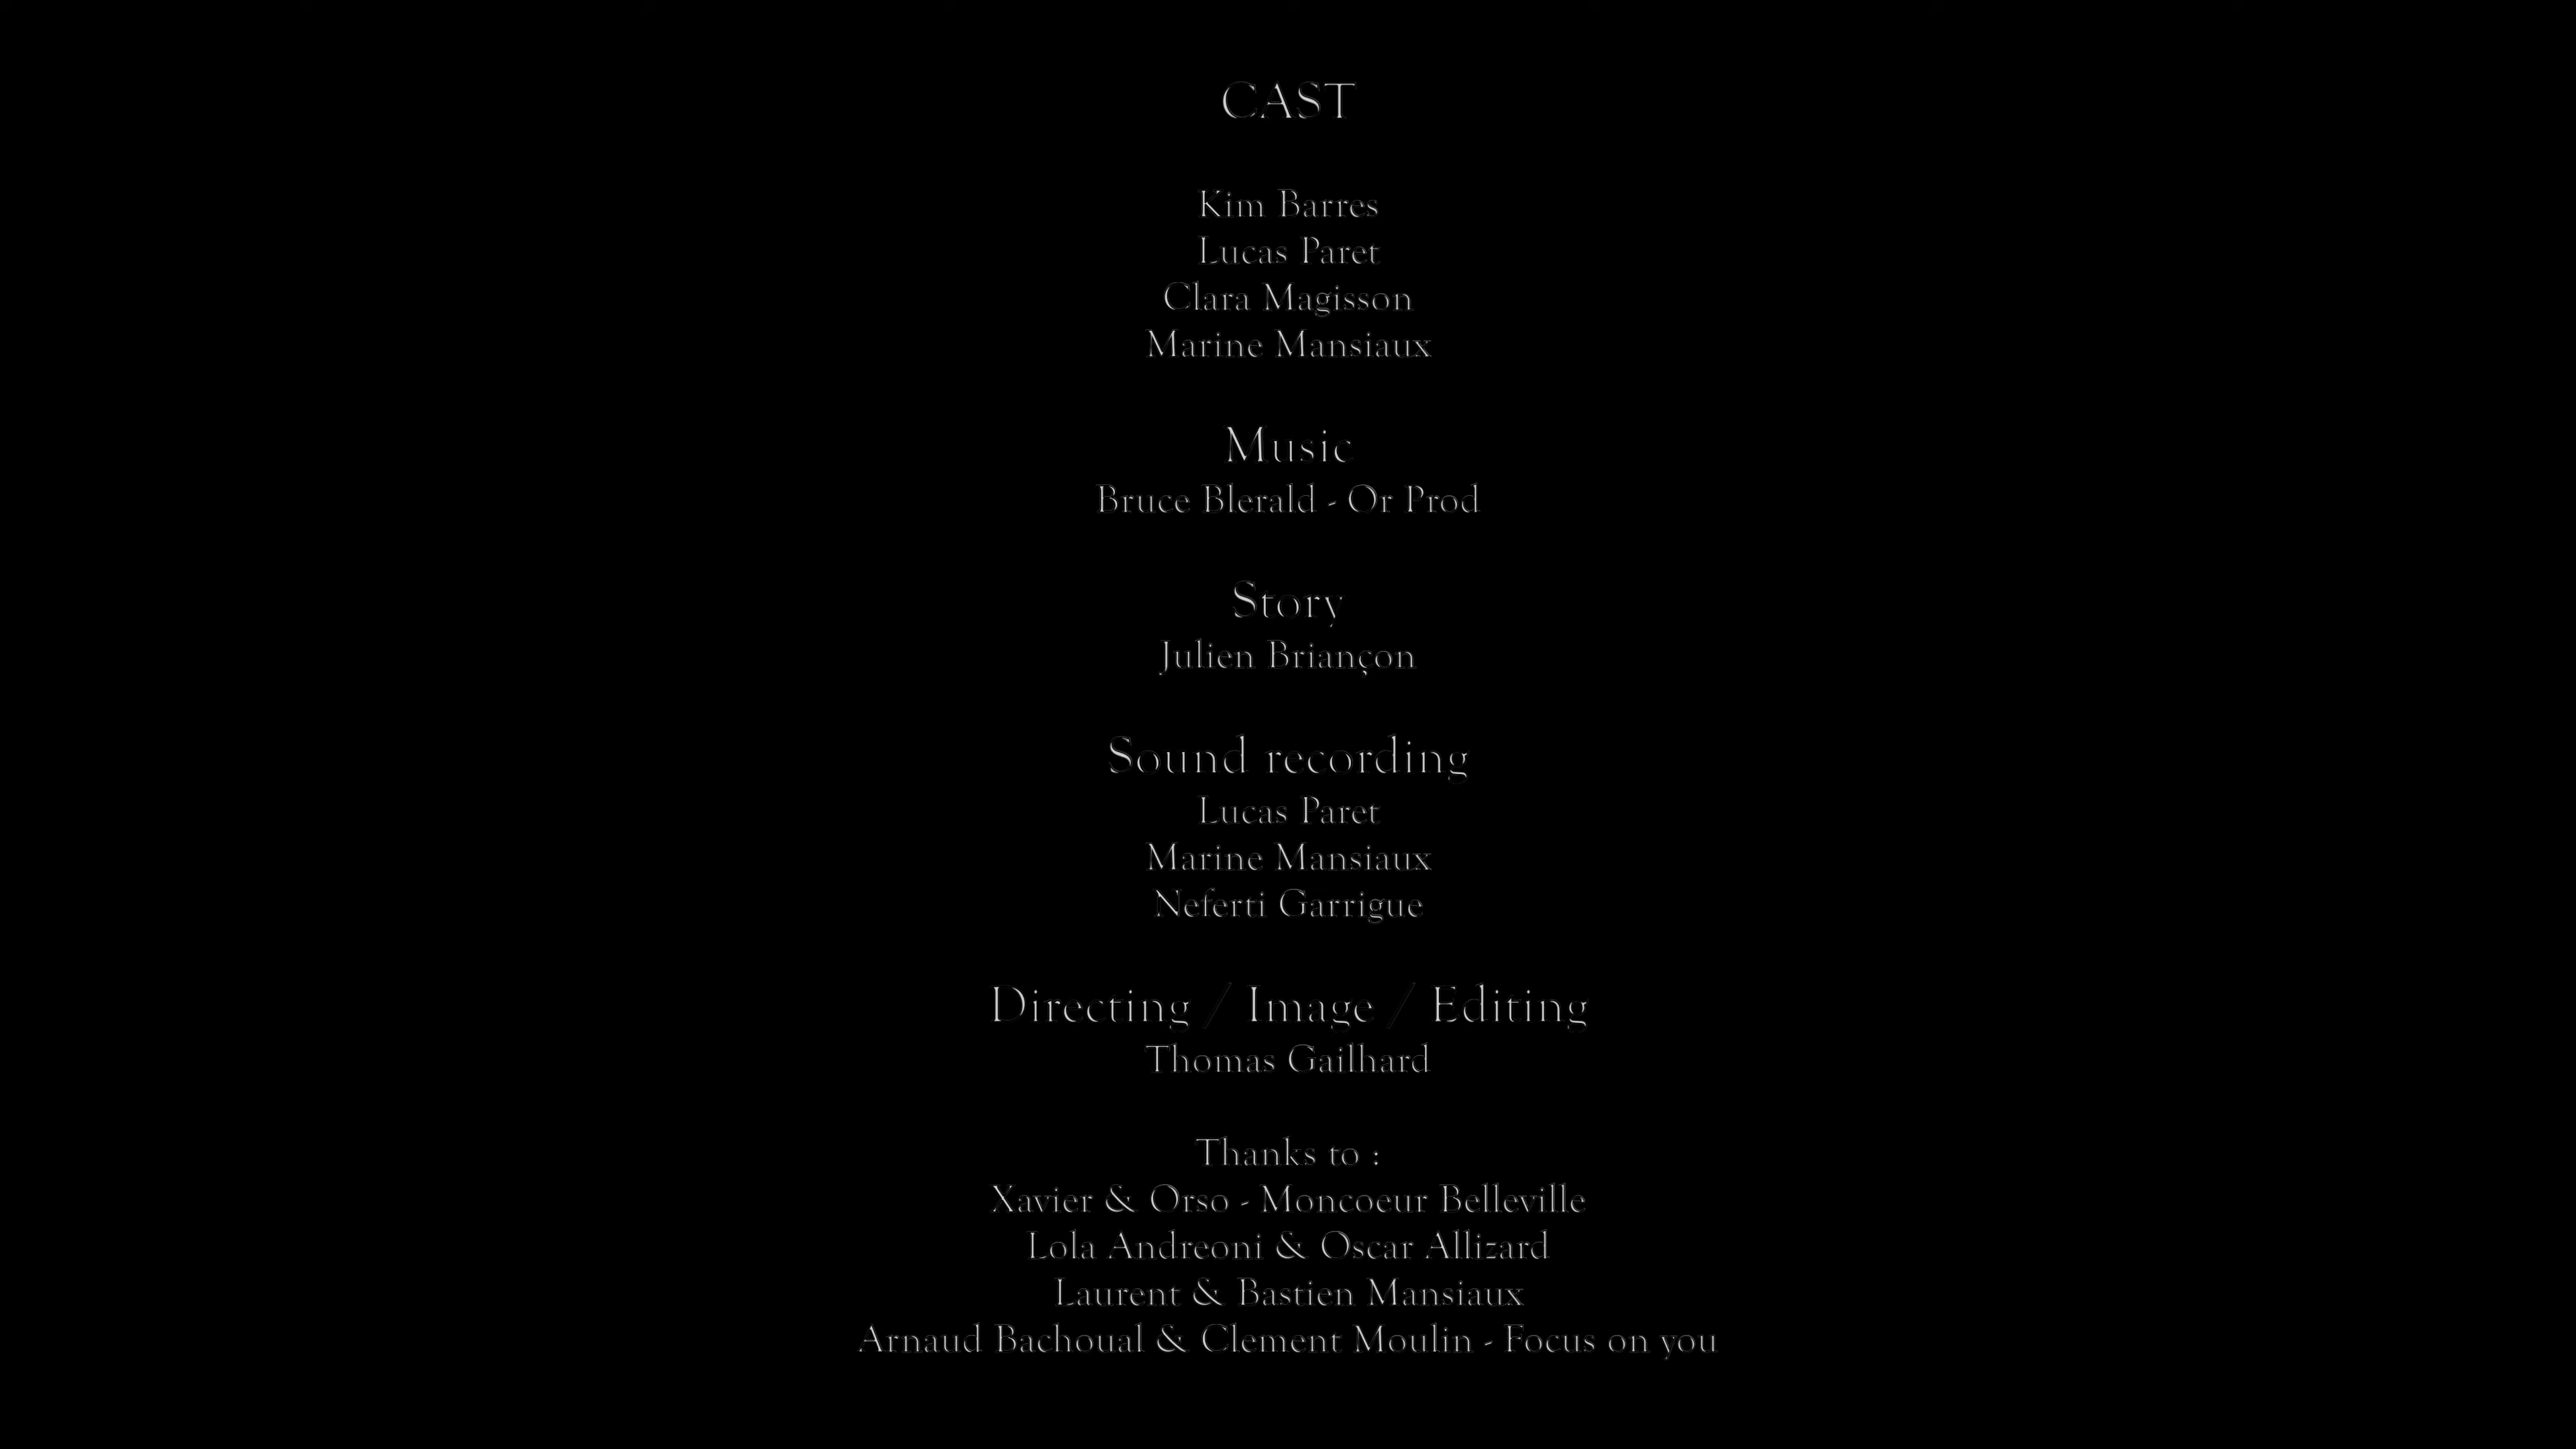 CAST
Kim Barres
Lucas Paret
Clara Magisson
Marine Mansiaux
Music
Bruce Blerald - Or Prod
Story
Julien Briançon
Sound recording
Lucas Paret
Marine Mansiaux
Neferti Garrigue
Directing / Image / Editing
Thomas Gailhard
Thanks to :
Xavier & Orso - Moncoeur Belleville
Lola Andreoni & Oscar Allizard
Laurent & Bastien Mansiaux
Arnaud Bachoual & Clement Moulin - Focus on you